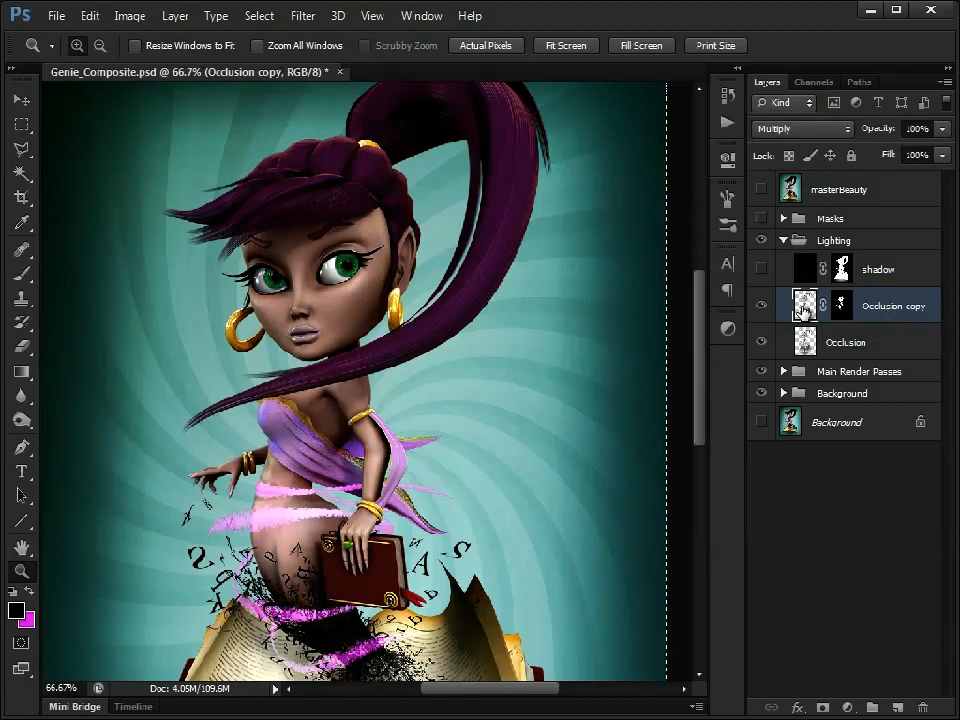 Ps File Edit Image Layer Type Select Filter 3D View Window Help
Resize Windows to Fit Zoom All Windows Scrubby Zoom Actual Pixels Fit Screen Fill Screen Print Size
Genie_Composite.psd @ 66.7% (Occlusion copy, RGB/8) * ×
Layers Channels Paths
Kind
Multiply Opacity: 100%
Lock: Fill: 100%
masterBeauty
Masks
Lighting
shadow
Occlusion copy
Occlusion
Main Render Passes
Background
Background
66.67% Doc: 4.05M/109.6M
Mini Bridge Timeline